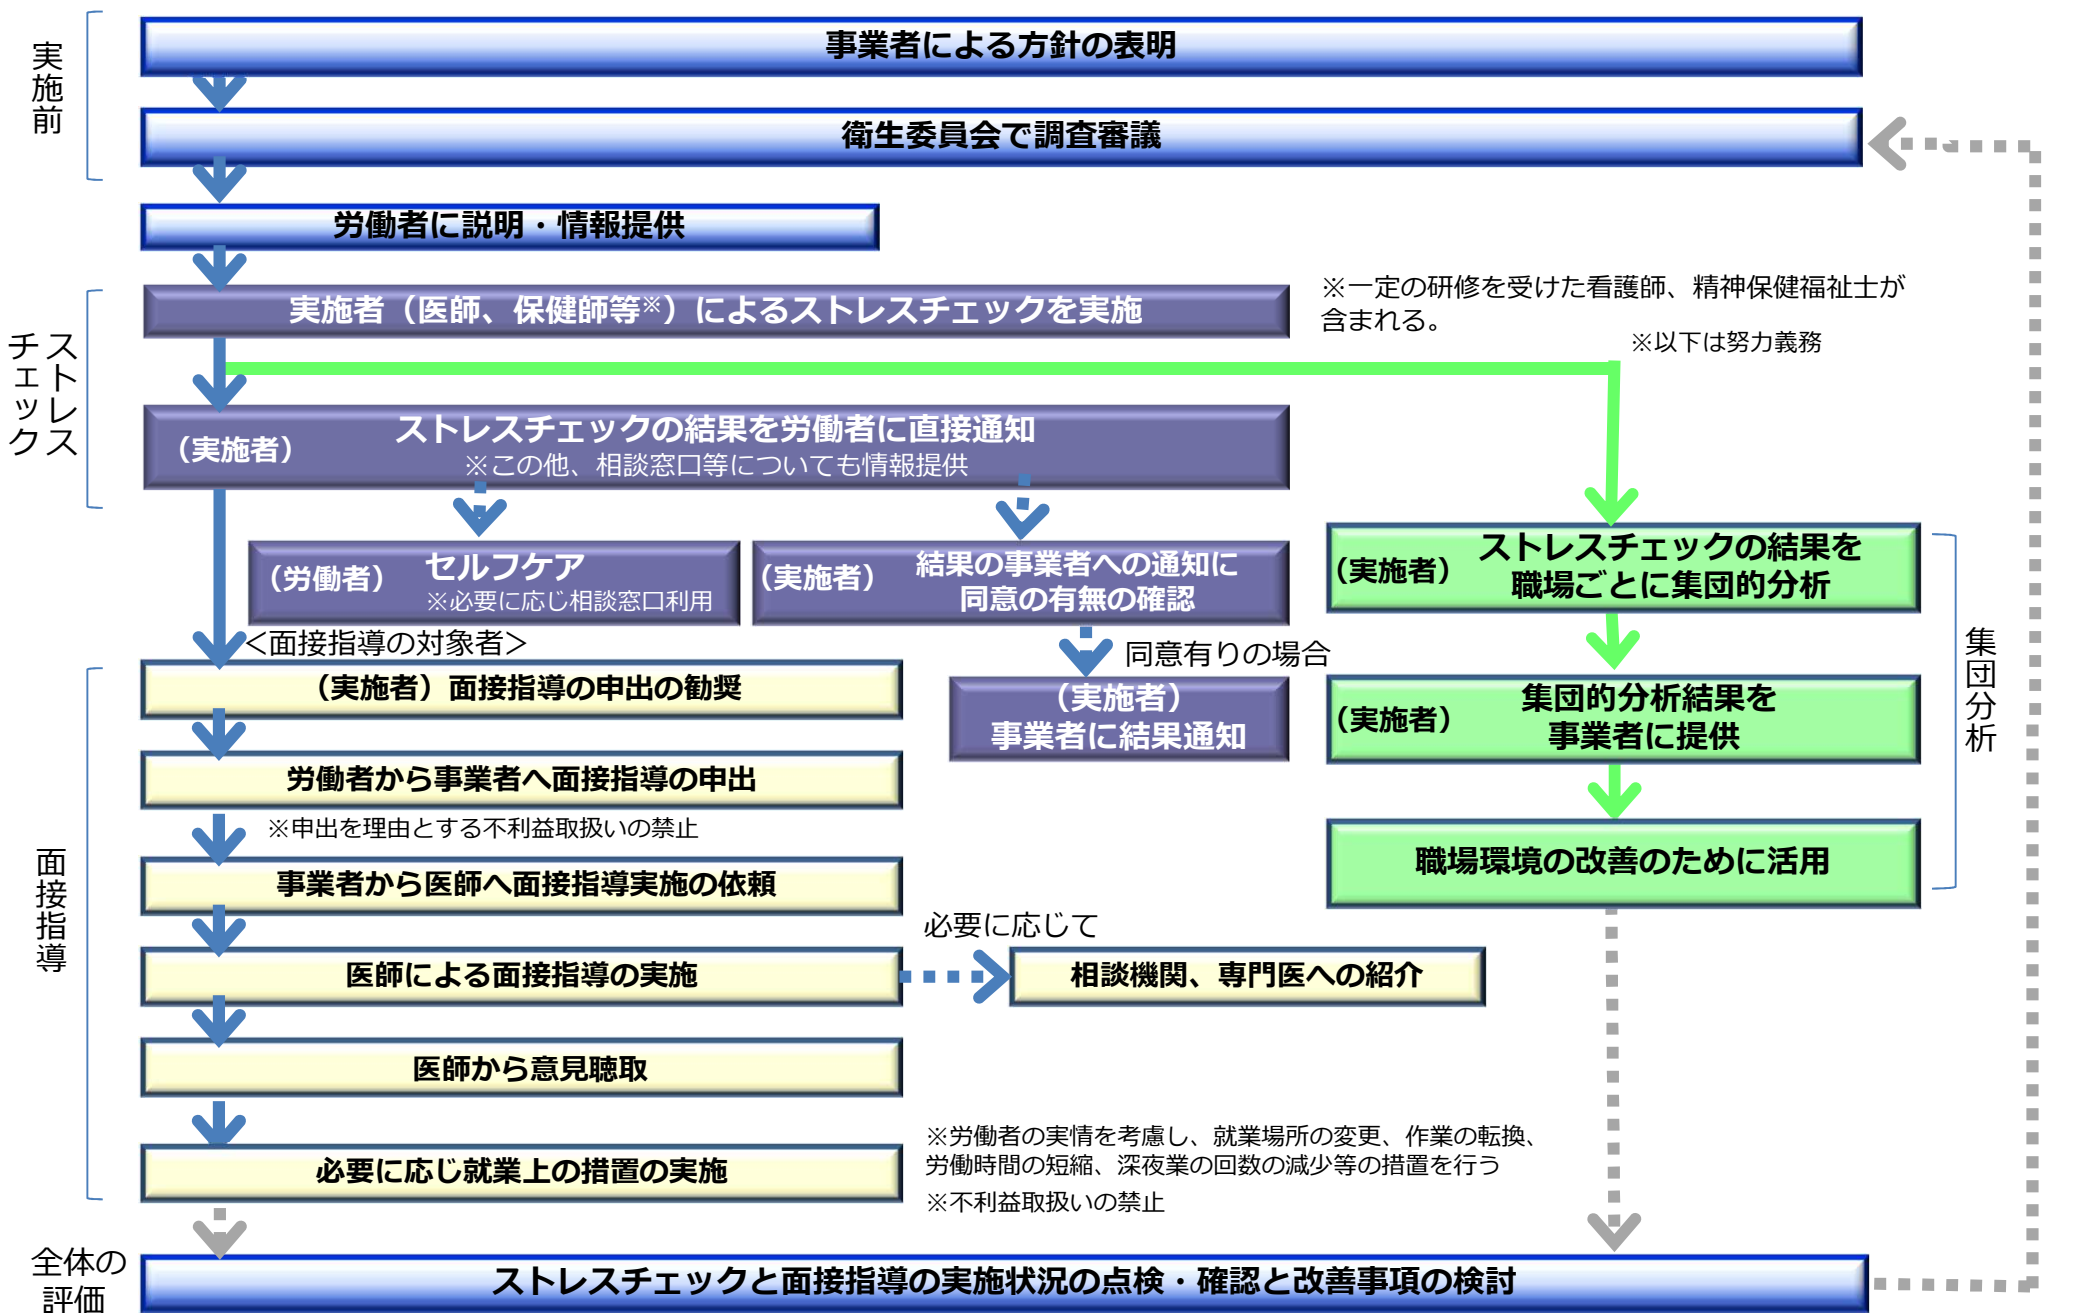 実施前
事業者による方針の表明
衛生委員会で調査審議
労働者に説明・情報提供
ストレス
チェック
実施者（医師、保健師等※）によるストレスチェックを実施
※一定の研修を受けた看護師、精神保健福祉士が
含まれる。
※以下は努力義務
（実施者）
ストレスチェックの結果を労働者に直接通知
※この他、相談窓口等についても情報提供
（労働者）
セルフケア
※必要に応じ相談窓口利用
（実施者）
結果の事業者への通知に
同意の有無の確認
同意有りの場合
（実施者）
事業者に結果通知
集団分析
（実施者）
ストレスチェックの結果を
職場ごとに集団的分析
（実施者）
集団的分析結果を
事業者に提供
職場環境の改善のために活用
面接指導
＜面接指導の対象者＞
（実施者）面接指導の申出の勧奨
労働者から事業者へ面接指導の申出
※申出を理由とする不利益取扱いの禁止
事業者から医師へ面接指導実施の依頼
医師による面接指導の実施
必要に応じて
相談機関、専門医への紹介
医師から意見聴取
必要に応じ就業上の措置の実施
※労働者の実情を考慮し、就業場所の変更、作業の転換、
労働時間の短縮、深夜業の回数の減少等の措置を行う
※不利益取扱いの禁止
全体の
評価
ストレスチェックと面接指導の実施状況の点検・確認と改善事項の検討